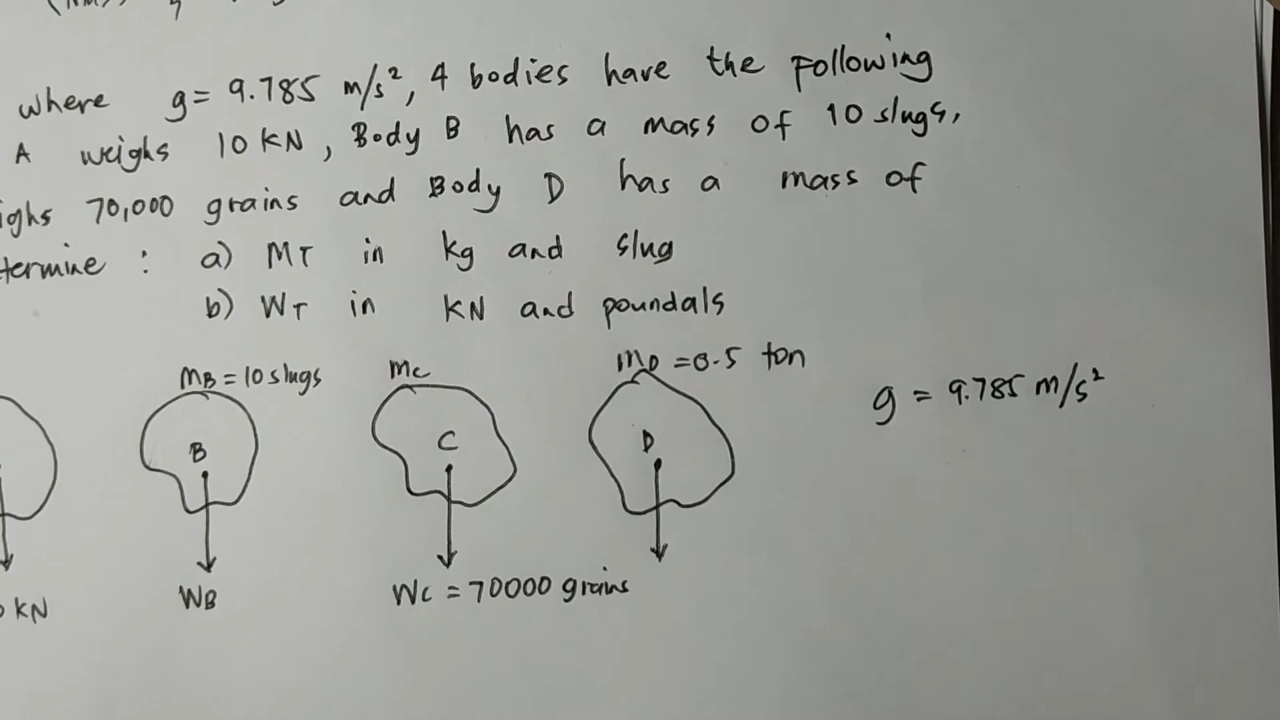 where g = 9.785 m/s², 4 bodies have the following
A weighs 10 KN, Body B has a mass of 10 slugs,
ighs 70,000 grains and Body D has a mass of
termine : a) MT in kg and slug
b) WT in KN and poundals
MB = 10 slugs
MC
MD = 0.5 ton
g = 9.785 m/s²
B
C
D
KN
WB
WC = 70000 grains